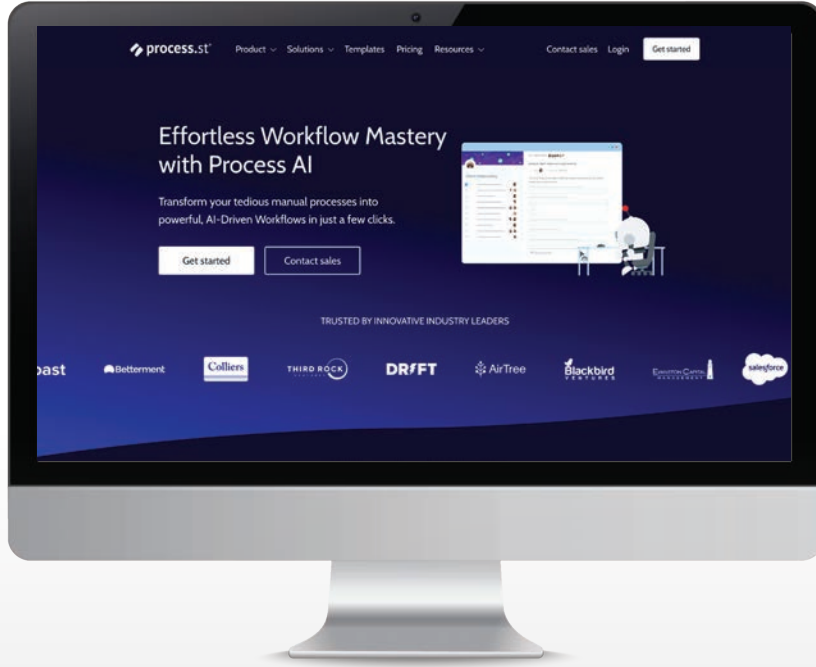 process.st
Product Solutions Templates Pricing Resources
Contact sales Login Get started
Effortless Workflow Mastery
with Process AI
Transform your tedious manual processes into
powerful, AI-Driven Workflows in just a few clicks.
Get started Contact sales
TRUSTED BY INNOVATIVE INDUSTRY LEADERS
oast Betterment Colliers THIRD ROCK DRIFT AirTree Blackbird salesforce
VENTURES